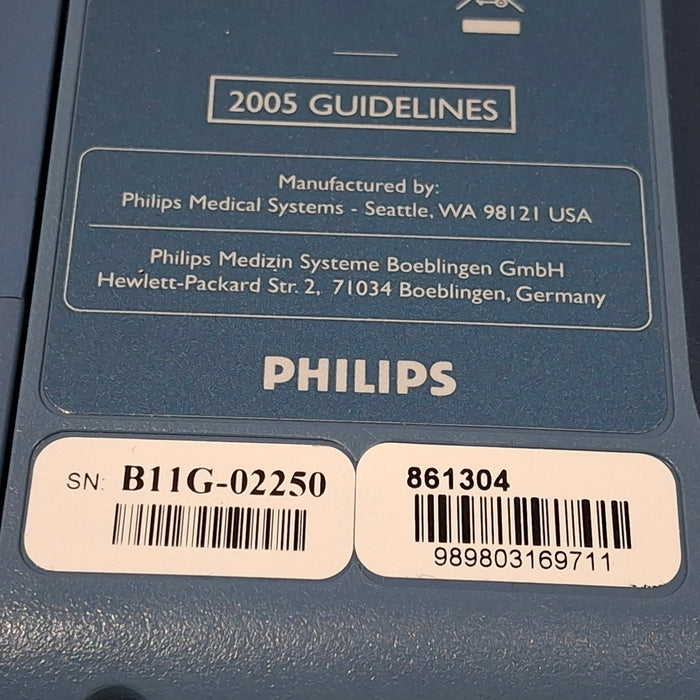 2005 GUIDELINES
Manufactured by:
Philips Medical Systems - Seattle, WA 98121 USA
Philips Medizin Systeme Boeblingen GmbH
Hewlett-Packard Str. 2, 71034 Boeblingen, Germany
PHILIPS
SN: B11G-02250
861304
989803169711